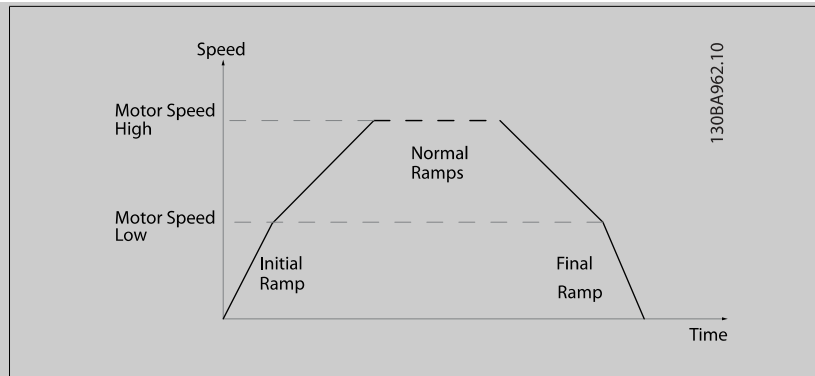 Speed
130BA962.10
Motor Speed
High
Normal
Ramps
Motor Speed
Low
Initial
Ramp
Final
Ramp
Time